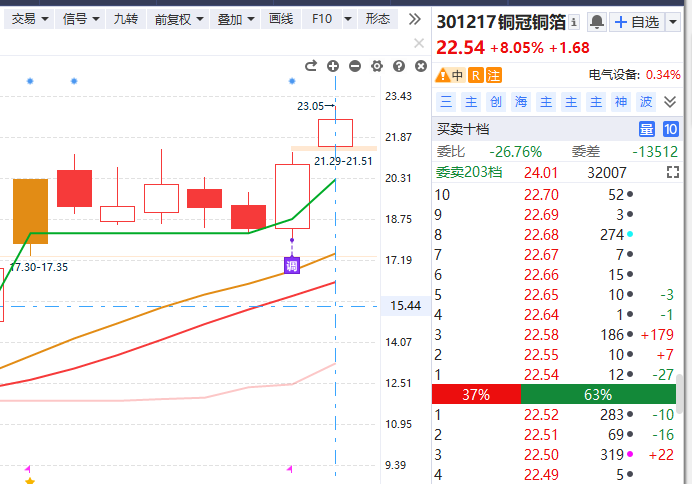 交易 信号 九转 前复权 叠加 画线 F10 形态
301217铜冠铜箔 自选
22.54 +8.05% +1.68
中 R 注 电气设备: 0.34%
三 主 创 海 主 主 主 神 波
买卖十档 量 10
委比 -26.76% 委差 -13512
委卖203档 24.01 32007
10 22.70 52
9 22.69 3
8 22.68 274
7 22.67 7
6 22.66 15
5 22.65 10 -3
4 22.64 1 -1
3 22.58 186 +179
2 22.55 10 +7
1 22.54 12 -27
37% 63%
1 22.52 283 -10
2 22.51 69 -16
3 22.50 319 +22
4 22.49 5
23.05
21.29-21.51
17.30-17.35
调
23.43
21.87
20.31
18.75
17.19
15.44
14.07
12.51
10.95
9.39